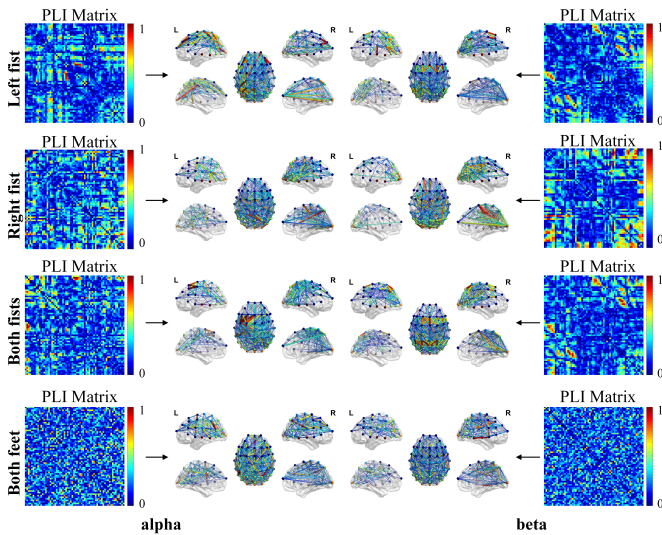 PLI Matrix
PLI Matrix
Left fist
1
0
L
R
L
R
1
0
PLI Matrix
PLI Matrix
Right fist
1
0
L
R
L
R
1
0
PLI Matrix
PLI Matrix
Both fists
1
0
L
R
L
R
1
0
PLI Matrix
PLI Matrix
Both feet
1
0
L
R
L
R
1
0
alpha
beta